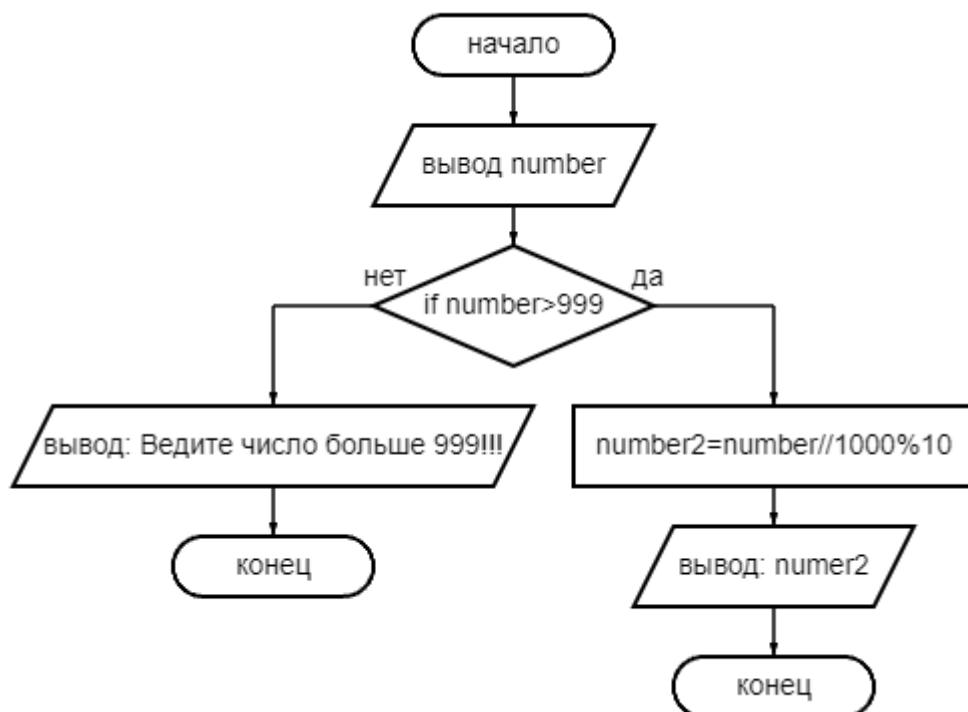 начало
вывод number
нет
да
if number>999
вывод: Ведите число больше 999!!!
number2=number//1000%10
вывод: numer2
конец
конец